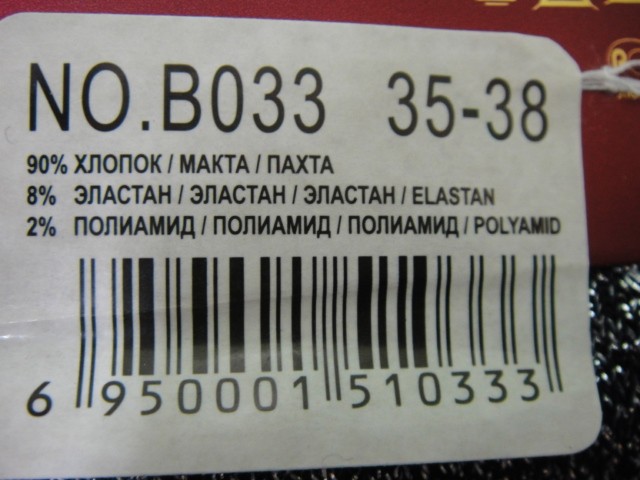 NO.B033 35-38
90% ХЛОПОК / МАКТА / ПАХТА
8% ЭЛАСТАН / ЭЛАСТАН / ЭЛАСТАН / ELASTAN
2% ПОЛИАМИД / ПОЛИАМИД / ПОЛИАМИД / POLYAMID
6 950001 510333